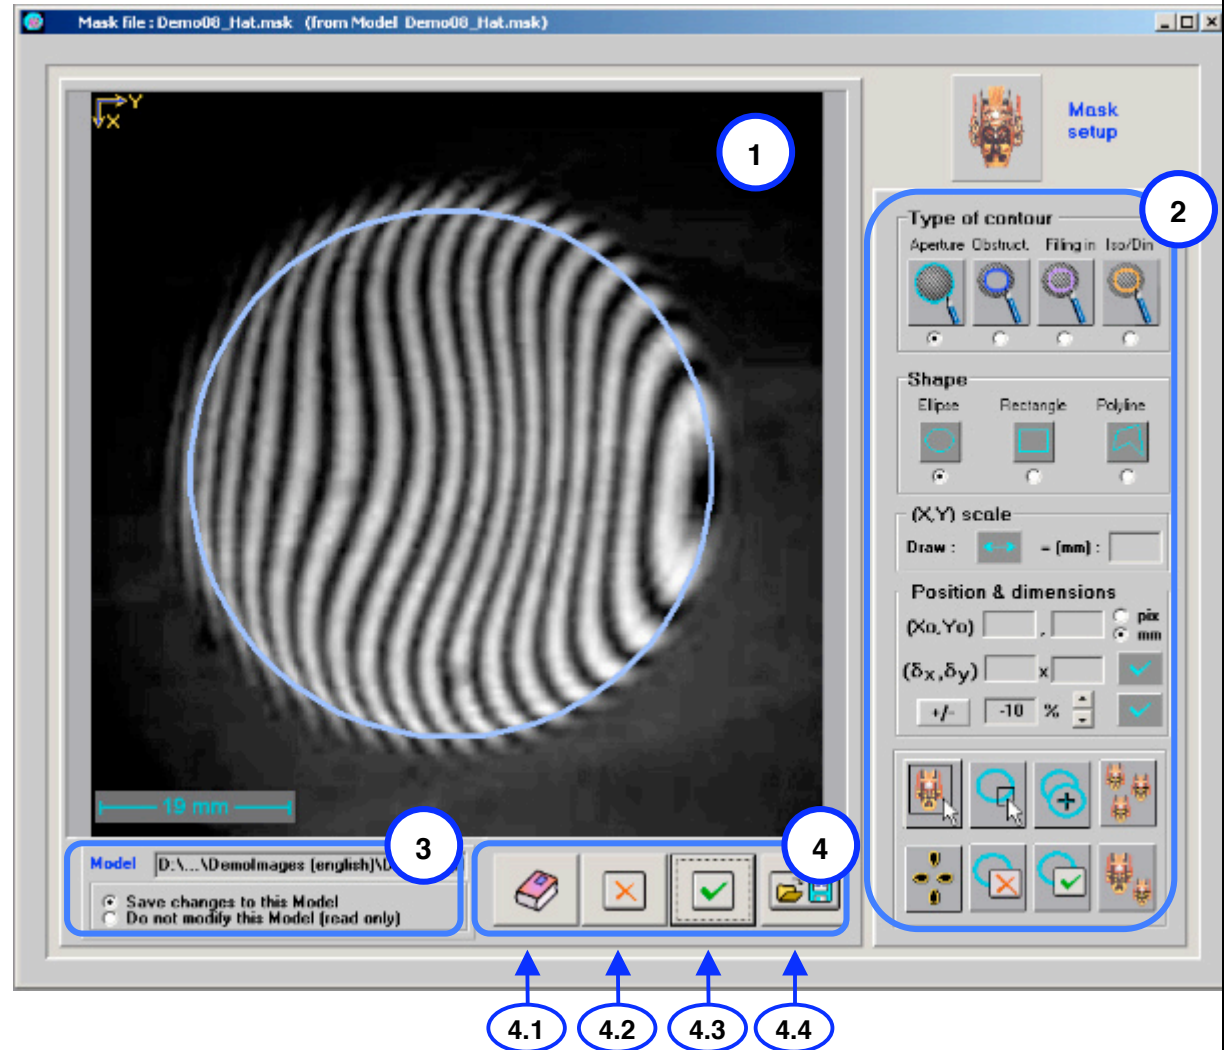 Mask file : Demo08_Hat.msk (from Model Demo08_Hat.msk)
Y
X
1
Mask
setup
2
Type of contour
Aperture Obstruct. Filing in Iso/Din
Shape
Ellipse Rectangle Polyline
(X,Y) scale
Draw : = (mm) :
Position & dimensions
(Xo,Yo) , pix
mm
(δx,δy) x
+/- -10 %
19 mm
3
Model D:\...\DemoImages (english)\D
Save changes to this Model
Do not modify this Model (read only)
4
4.1 4.2 4.3 4.4